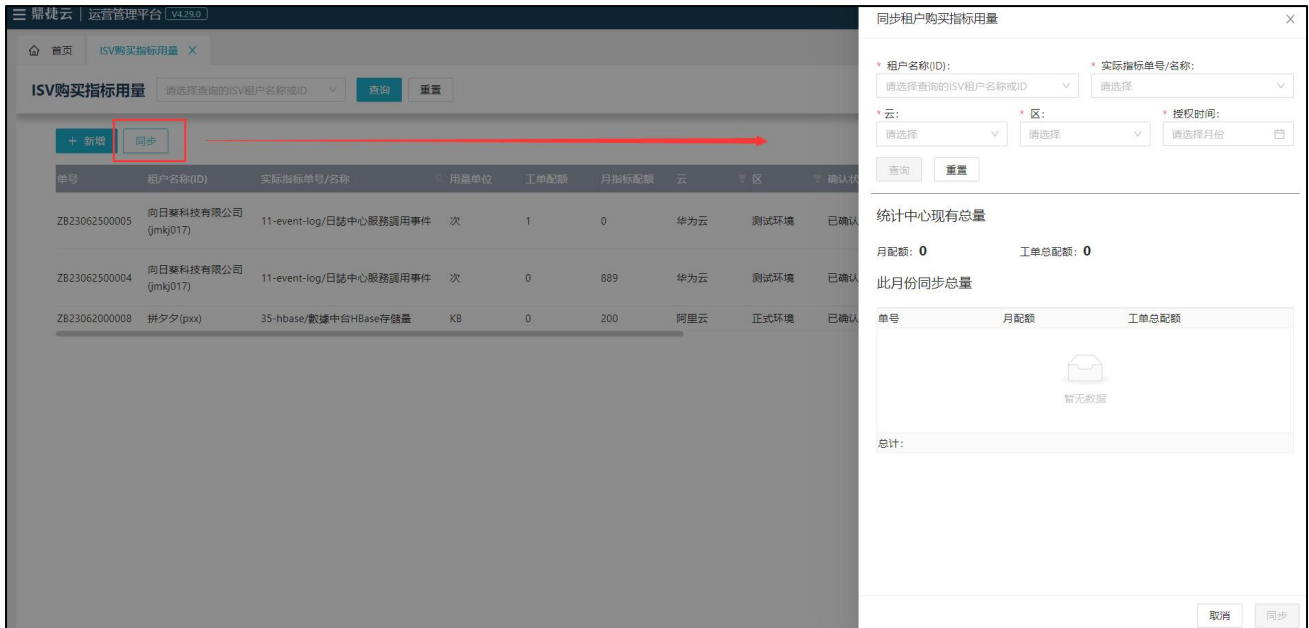 鼎捷云 | 运营管理平台 V4.29.0
首页 ISV购买指标用量
ISV购买指标用量 请选择查询的ISV租户名称或ID 查询 重置
+ 新增 同步
单号 租户名称(ID) 实际指标单号/名称 用量单位 工单配额 月指标配额 云 区 确认状
ZB23062500005 向日葵科技有限公司(jmkj017) 11-event-log/日誌中心服務調用事件 次 1 0 华为云 测试环境 已确认
ZB23062500004 向日葵科技有限公司(jmkj017) 11-event-log/日誌中心服務調用事件 次 0 889 华为云 测试环境 已确认
ZB23062000008 拼夕夕(pxx) 35-hbase/數據中台HBase存儲量 KB 0 200 阿里云 正式环境 已确认
同步租户购买指标用量
* 租户名称(ID): * 实际指标单号/名称:
请选择查询的ISV租户名称或ID 请选择
* 云: * 区: * 授权时间:
请选择 请选择 请选择月份
查询 重置
统计中心现有总量
月配额: 0 工单总配额: 0
此月份同步总量
单号 月配额 工单总配额
暂无数据
总计:
取消 同步